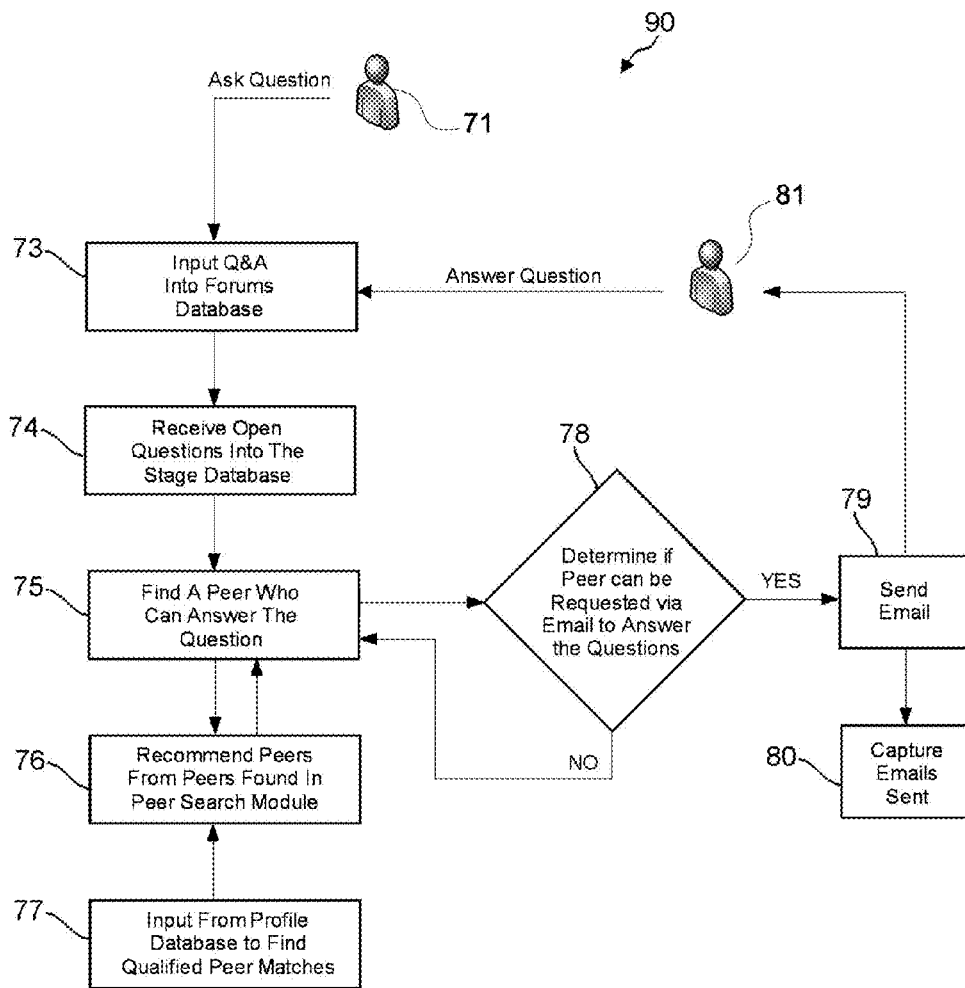 90
Ask Question
71
81
73
Input Q&A
Into Forums
Database
Answer Question
74
Receive Open
Questions Into The
Stage Database
78
79
75
Find A Peer Who
Can Answer The
Question
Determine if
Peer can be
Requested via
Email to Answer
the Questions
YES
Send
Email
76
Recommend Peers
From Peers Found In
Peer Search Module
NO
80
Capture
Emails
Sent
77
Input From Profile
Database to Find
Qualified Peer Matches